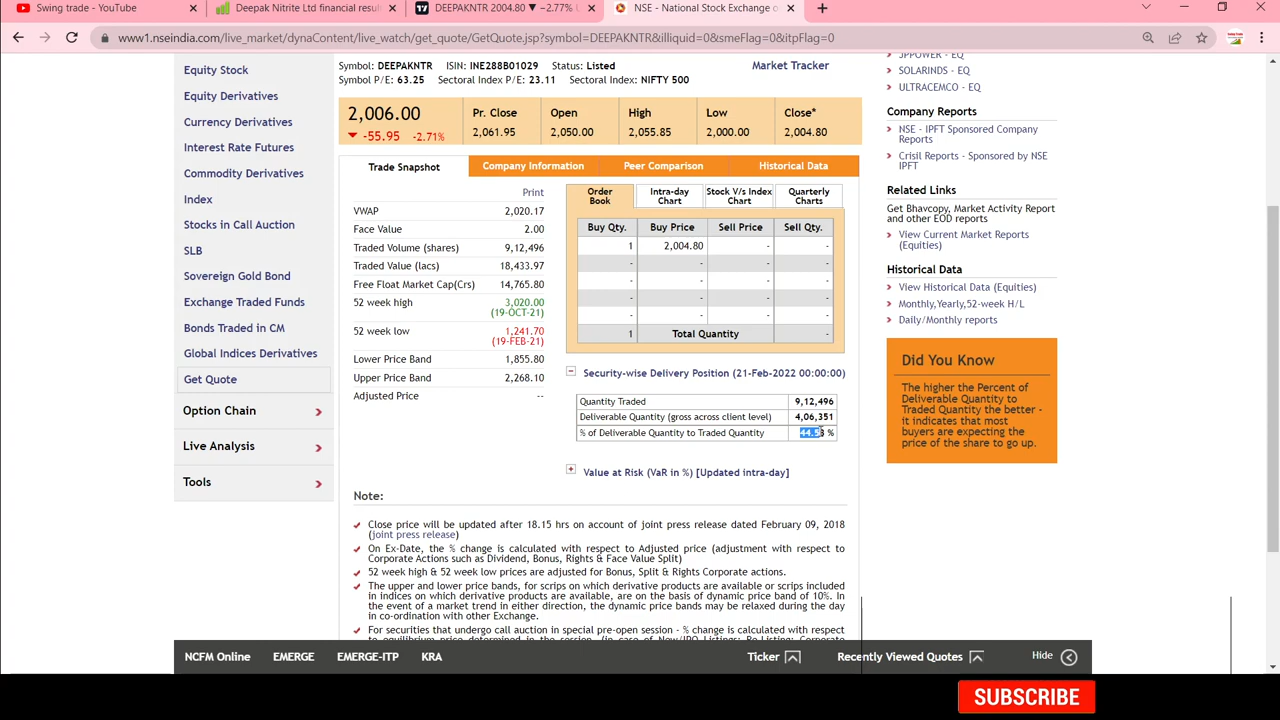 Swing trade - YouTube
Deepak Nitrite Ltd financial resul
DEEPAKNTR 2004.80 ▼ −2.77% U
NSE - National Stock Exchange o
www1.nseindia.com/live_market/dynaContent/live_watch/get_quote/GetQuote.jsp?symbol=DEEPAKNTR&illiquid=0&smeFlag=0&itpFlag=0
Equity Stock
Equity Derivatives
Currency Derivatives
Interest Rate Futures
Commodity Derivatives
Index
Stocks in Call Auction
SLB
Sovereign Gold Bond
Exchange Traded Funds
Bonds Traded in CM
Global Indices Derivatives
Get Quote
Option Chain
Live Analysis
Tools
Symbol: DEEPAKNTR ISIN: INE288B01029 Status: Listed
Symbol P/E: 63.25 Sectoral Index P/E: 23.11 Sectoral Index: NIFTY 500
Market Tracker
2,006.00
▼ -55.95 -2.71%
Pr. Close Open High Low Close*
2,061.95 2,050.00 2,055.85 2,000.00 2,004.80
Trade Snapshot Company Information Peer Comparison Historical Data
Print
VWAP 2,020.17
Face Value 2.00
Traded Volume (shares) 9,12,496
Traded Value (lacs) 18,433.97
Free Float Market Cap(Crs) 14,765.80
52 week high 3,020.00
(19-OCT-21)
52 week low 1,241.70
(19-FEB-21)
Lower Price Band 1,855.80
Upper Price Band 2,268.10
Adjusted Price --
Order Book
Intra-day Chart
Stock V/s Index Chart
Quarterly Charts
Buy Qty. Buy Price Sell Price Sell Qty.
1 2,004.80 - -
- - - -
- - - -
- - - -
- - - -
1 Total Quantity -
Security-wise Delivery Position (21-Feb-2022 00:00:00)
Quantity Traded 9,12,496
Deliverable Quantity (gross across client level) 4,06,351
% of Deliverable Quantity to Traded Quantity 44.53 %
Value at Risk (VaR in %) [Updated intra-day]
Note:
Close price will be updated after 18.15 hrs on account of joint press release dated February 09, 2018
(joint press release)
On Ex-Date, the % change is calculated with respect to Adjusted price (adjustment with respect to
Corporate Actions such as Dividend, Bonus, Rights & Face Value Split)
52 week high & 52 week low prices are adjusted for Bonus, Split & Rights Corporate actions.
The upper and lower price bands, for scrips on which derivative products are available or scrips included
in indices on which derivative products are available, are on the basis of dynamic price band of 10%. In
the event of a market trend in either direction, the dynamic price bands may be relaxed during the day
in co-ordination with other Exchange.
For securities that undergo call auction in special pre-open session - % change is calculated with respect
JPPOWER - EQ
SOLARINDS - EQ
ULTRACEMCO - EQ
Company Reports
NSE - IPFT Sponsored Company
Reports
Crisil Reports - Sponsored by NSE
IPFT
Related Links
Get Bhavcopy, Market Activity Report
and other EOD reports
View Current Market Reports
(Equities)
Historical Data
View Historical Data (Equities)
Monthly,Yearly,52-week H/L
Daily/Monthly reports
Did You Know
The higher the Percent of
Deliverable Quantity to
Traded Quantity the better -
it indicates that most
buyers are expecting the
price of the share to go up.
NCFM Online EMERGE EMERGE-ITP KRA Ticker Recently Viewed Quotes Hide
SUBSCRIBE